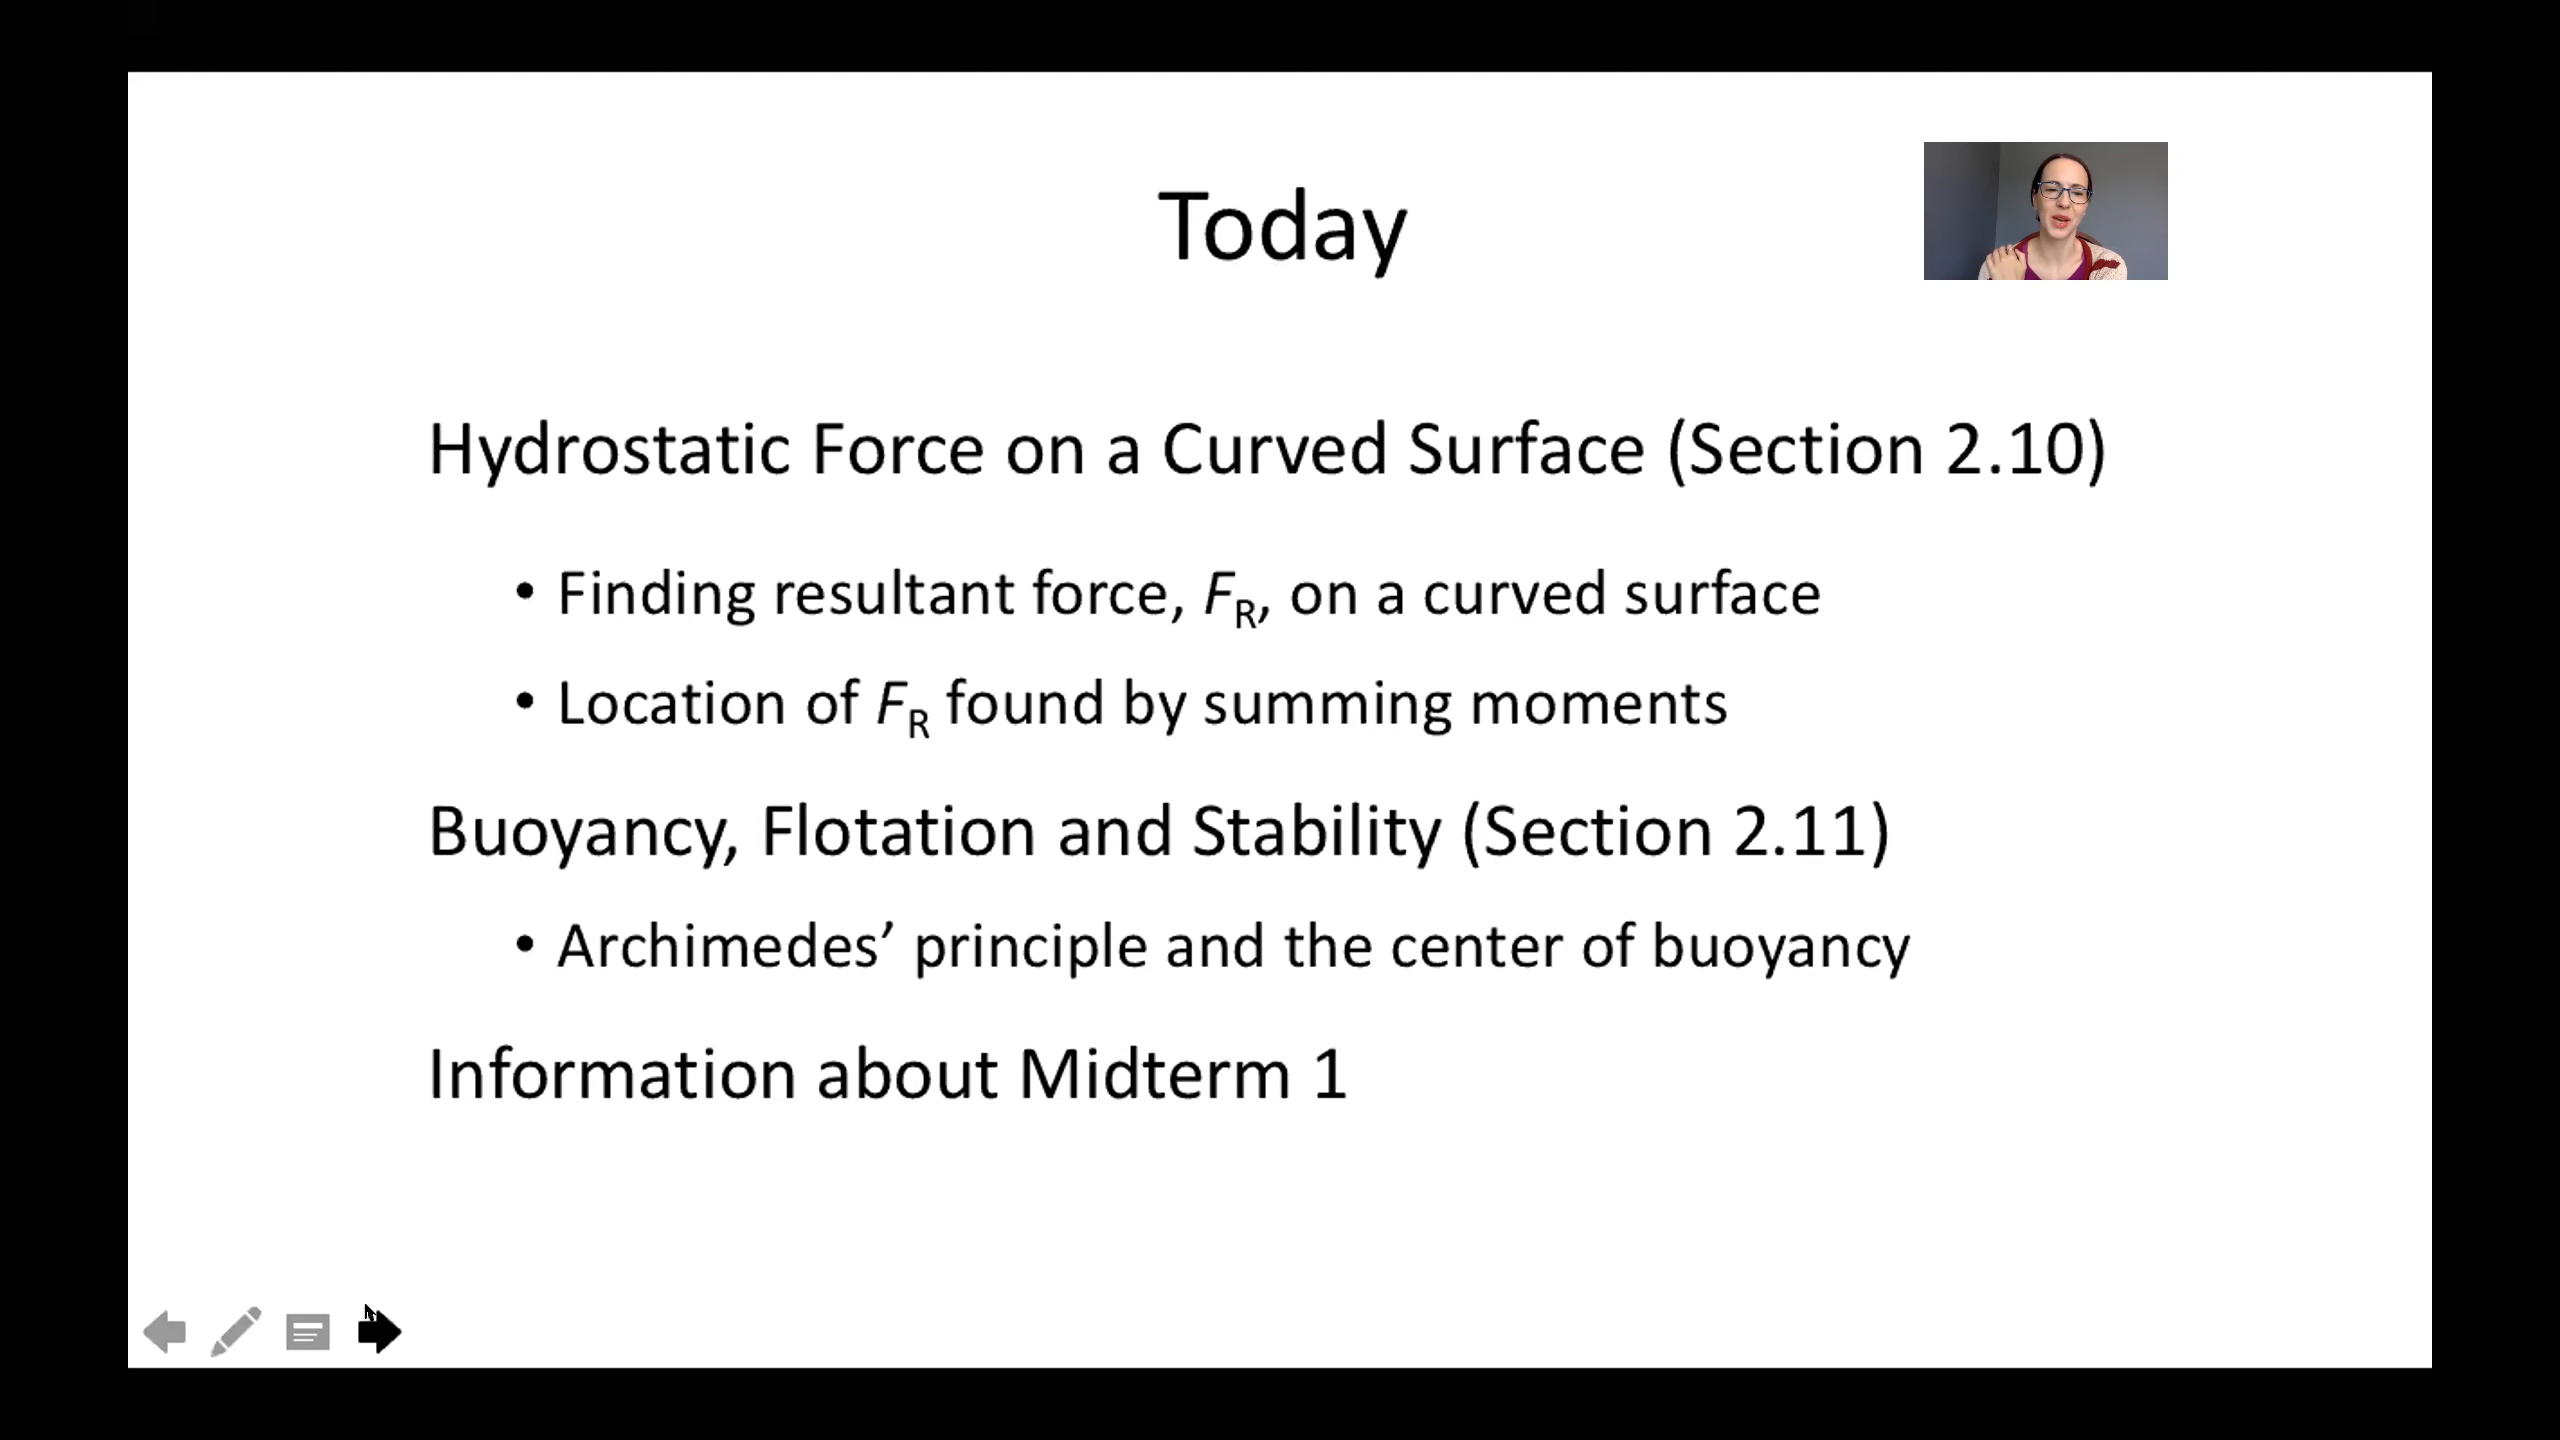 Today
Hydrostatic Force on a Curved Surface (Section 2.10)
• Finding resultant force, FR, on a curved surface
• Location of FR found by summing moments
Buoyancy, Flotation and Stability (Section 2.11)
• Archimedes’ principle and the center of buoyancy
Information about Midterm 1